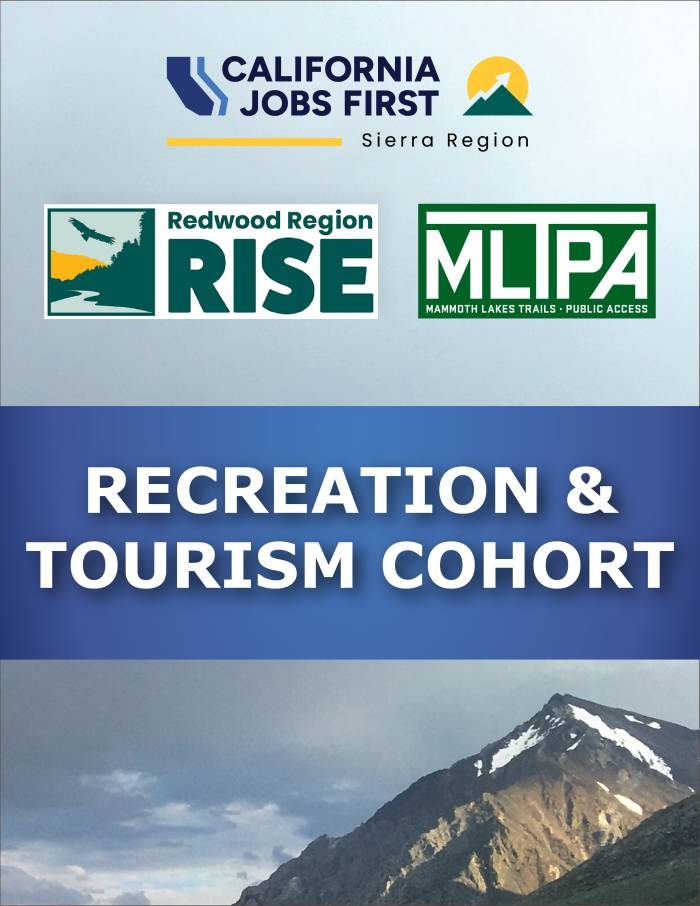 CALIFORNIA
JOBS FIRST
Sierra Region
Redwood Region
RISE
MLTPA
MAMMOTH LAKES TRAILS · PUBLIC ACCESS
RECREATION &
TOURISM COHORT